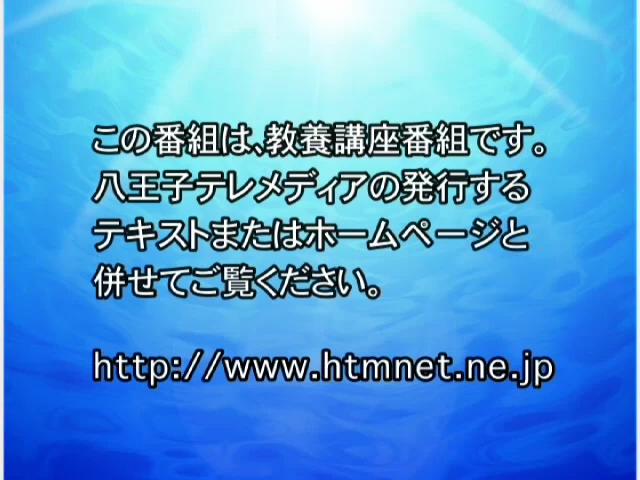 この番組は、教養講座番組です。
八王子テレメディアの発行する
テキストまたはホームページと
併せてご覧ください。
http://www.htmnet.ne.jp